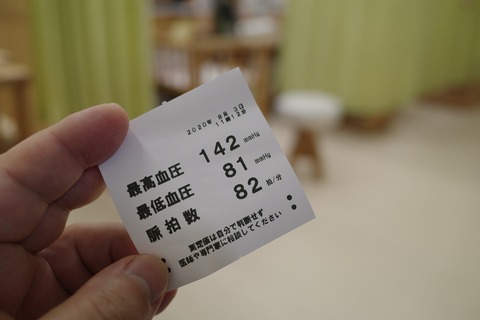 2020年 8月 3日
11時12分
最高血圧 142 mmHg
最低血圧 81 mmHg
脈拍数 82 拍/分
測定値は自分で判断せず
医師や専門家に相談してください